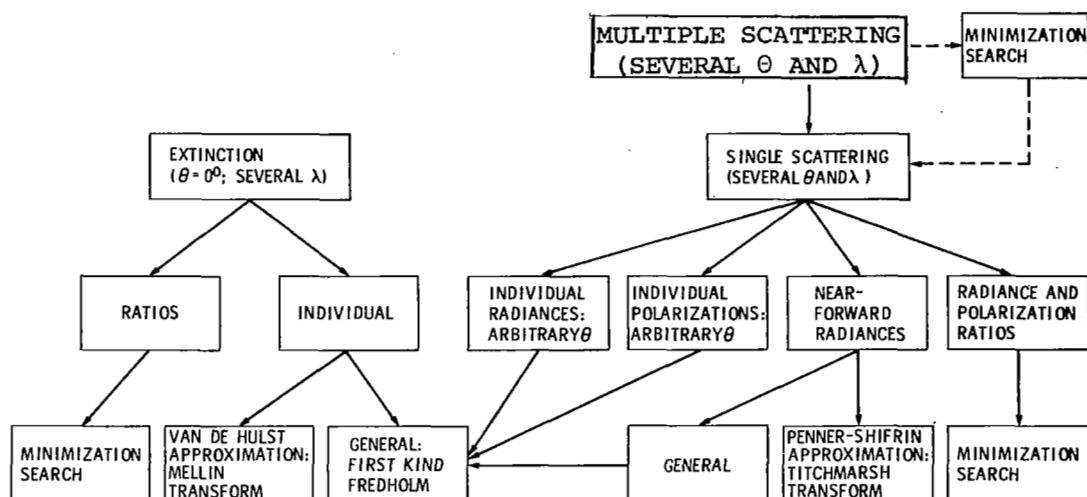 MULTIPLE SCATTERING
(SEVERAL Θ AND λ)
MINIMIZATION
SEARCH
EXTINCTION
(θ = 0⁰; SEVERAL λ)
SINGLE SCATTERING
(SEVERAL θ AND λ)
RATIOS
INDIVIDUAL
INDIVIDUAL
RADIANCES:
ARBITRARY θ
INDIVIDUAL
POLARIZATIONS:
ARBITRARY θ
NEAR-
FORWARD
RADIANCES
RADIANCE AND
POLARIZATION
RATIOS
MINIMIZATION
SEARCH
VAN DE HULST
APPROXIMATION:
MELLIN
TRANSFORM
GENERAL:
FIRST KIND
FREDHOLM
GENERAL
PENNER-SHIFRIN
APPROXIMATION:
TITCHMARSH
TRANSFORM
MINIMIZATION
SEARCH